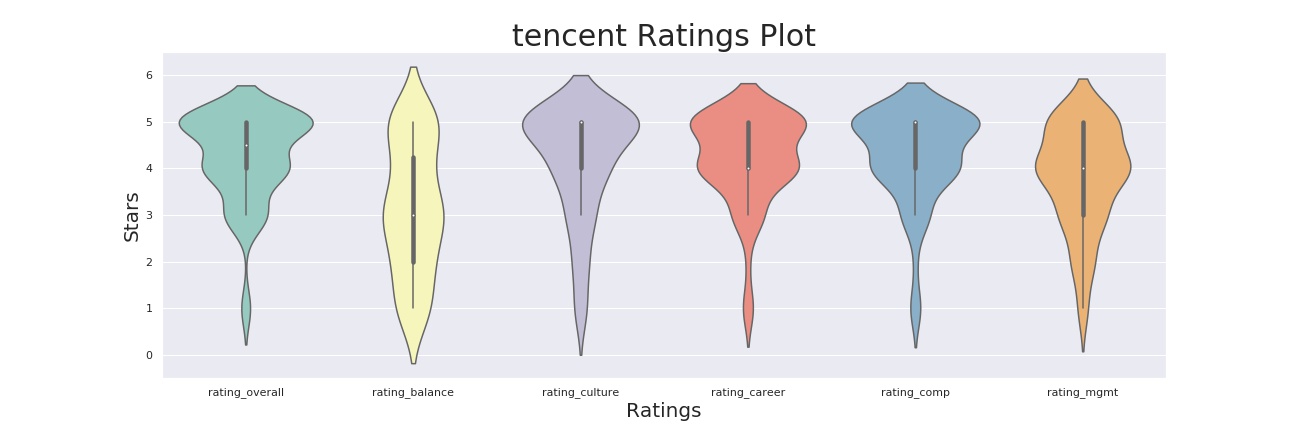 tencent Ratings Plot
Stars
6
5
4
3
2
1
0
rating_overall rating_balance rating_culture rating_career rating_comp rating_mgmt
Ratings